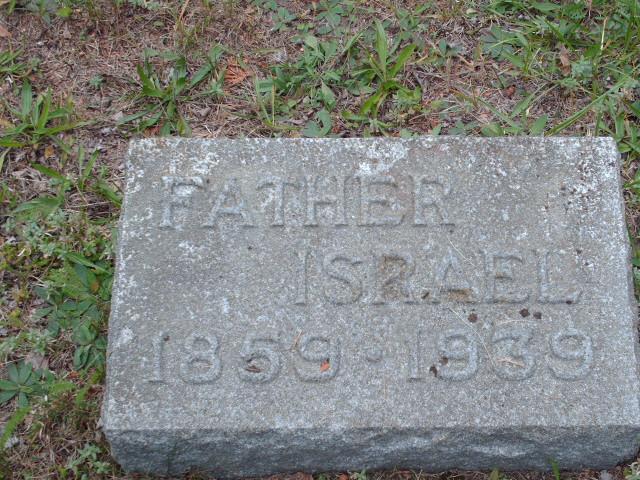 FATHER
ISRAEL
1859 · 1939